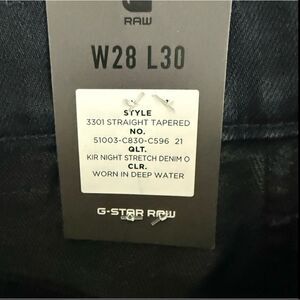 RAW
W28 L30
STYLE
3301 STRAIGHT TAPERED
NO.
51003-C830-C596 21
QLT.
KIR NIGHT STRETCH DENIM O
CLR.
WORN IN DEEP WATER
G-STAR RAW